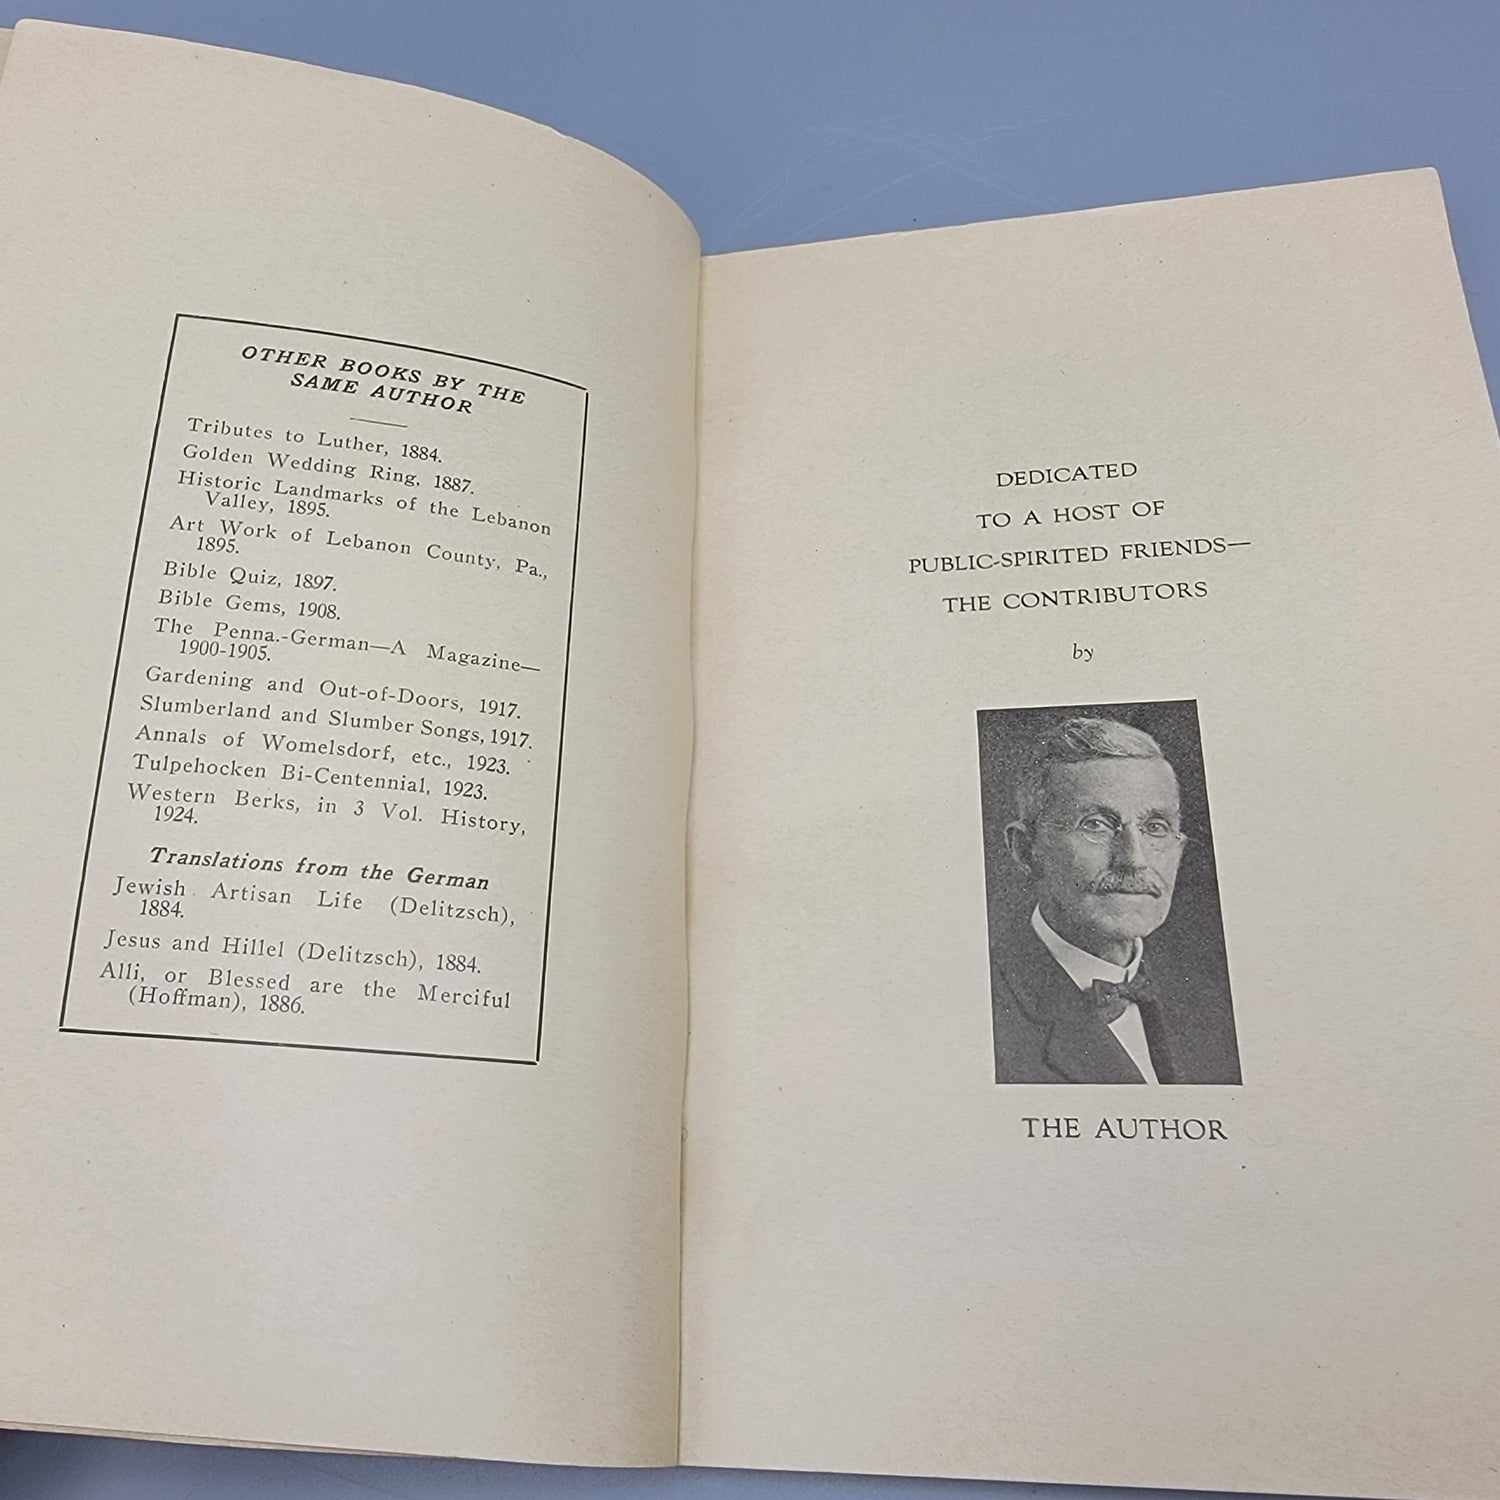 OTHER BOOKS BY THE
SAME AUTHOR
Tributes to Luther, 1884.
Golden Wedding Ring, 1887.
Historic Landmarks of the Lebanon
Valley, 1895.
Art Work of Lebanon County, Pa.,
1895.
Bible Quiz, 1897.
Bible Gems, 1908.
The Penna.-German—A Magazine—
1900-1905.
Gardening and Out-of-Doors, 1917.
Slumberland and Slumber Songs, 1917.
Annals of Womelsdorf, etc., 1923.
Tulpehocken Bi-Centennial, 1923.
Western Berks, in 3 Vol. History,
1924.
Translations from the German
Jewish Artisan Life (Delitzsch),
1884.
Jesus and Hillel (Delitzsch), 1884.
Alli, or Blessed are the Merciful
(Hoffman), 1886.
DEDICATED
TO A HOST OF
PUBLIC-SPIRITED FRIENDS—
THE CONTRIBUTORS
by
THE AUTHOR